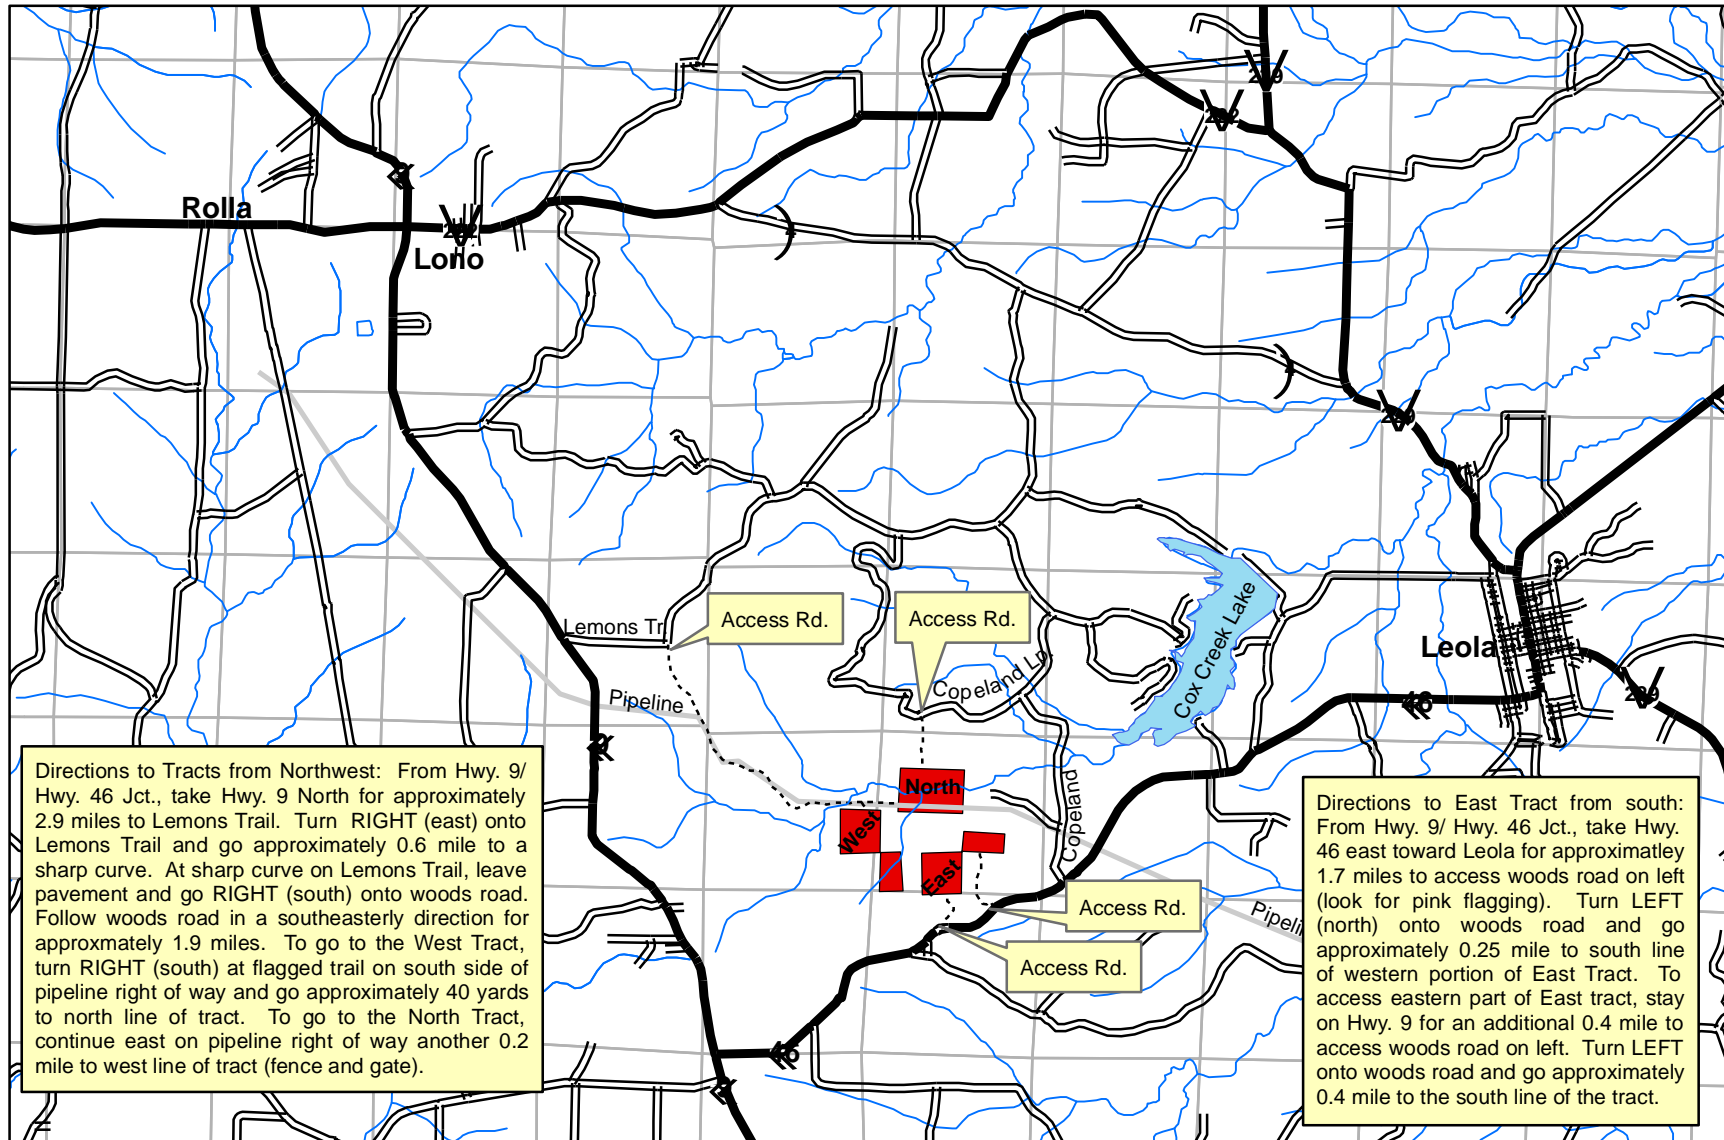 229
222
9
Rolla
222
Lono
4
4
229
Access Rd.
Access Rd.
Lemons Tr.
Copeland Lp.
Cox Creek Lake
Leola
Pipeline
46
229
9
North
West
East
Copeland
Access Rd.
Access Rd.
46
9
Directions to Tracts from Northwest: From Hwy. 9/
Hwy. 46 Jct., take Hwy. 9 North for approximately
2.9 miles to Lemons Trail. Turn RIGHT (east) onto
Lemons Trail and go approximately 0.6 mile to a
sharp curve. At sharp curve on Lemons Trail, leave
pavement and go RIGHT (south) onto woods road.
Follow woods road in a southeasterly direction for
approxmately 1.9 miles. To go to the West Tract,
turn RIGHT (south) at flagged trail on south side of
pipeline right of way and go approximately 40 yards
to north line of tract. To go to the North Tract,
continue east on pipeline right of way another 0.2
mile to west line of tract (fence and gate).
Directions to East Tract from south:
From Hwy. 9/ Hwy. 46 Jct., take Hwy.
46 east toward Leola for approximatley
1.7 miles to access woods road on left
(look for pink flagging). Turn LEFT
(north) onto woods road and go
approximately 0.25 mile to south line
of western portion of East Tract. To
access eastern part of East tract, stay
on Hwy. 9 for an additional 0.4 mile to
access woods road on left. Turn LEFT
onto woods road and go approximately
0.4 mile to the south line of the tract.